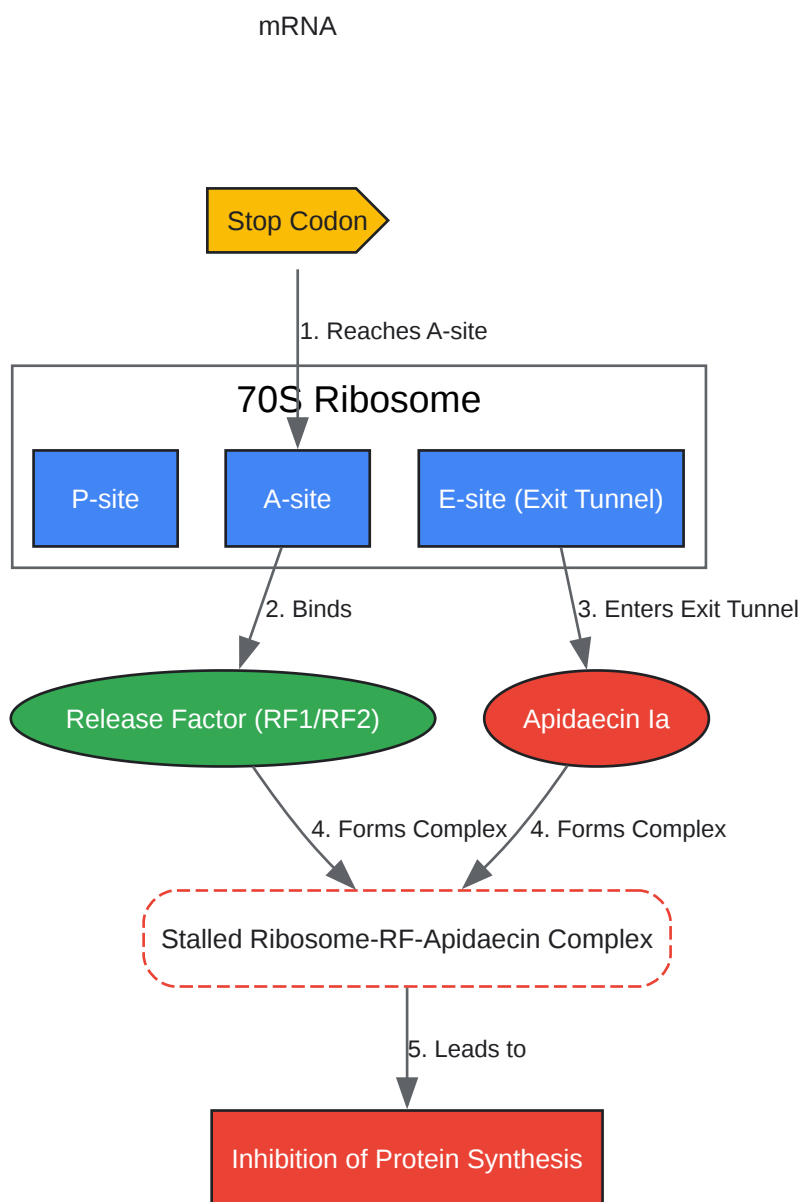 mRNA
Stop Codon
1. Reaches A-site
70S Ribosome
P-site
A-site
E-site (Exit Tunnel)
2. Binds
3. Enters Exit Tunnel
Release Factor (RF1/RF2)
Apidaecin Ia
4. Forms Complex
4. Forms Complex
Stalled Ribosome-RF-Apidaecin Complex
5. Leads to
Inhibition of Protein Synthesis